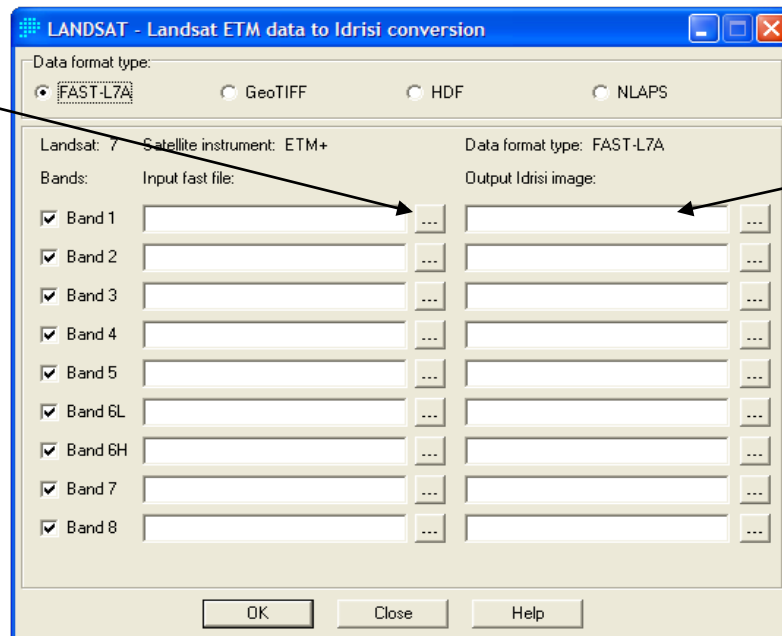 LANDSAT - Landsat ETM data to Idrisi conversion
Data format type:
FAST-L7A GeoTIFF HDF NLAPS
Landsat: 7 Satellite instrument: ETM+ Data format type: FAST-L7A
Bands: Input fast file: Output Idrisi image:
Band 1 ... ...
Band 2 ... ...
Band 3 ... ...
Band 4 ... ...
Band 5 ... ...
Band 6L ... ...
Band 6H ... ...
Band 7 ... ...
Band 8 ... ...
OK Close Help